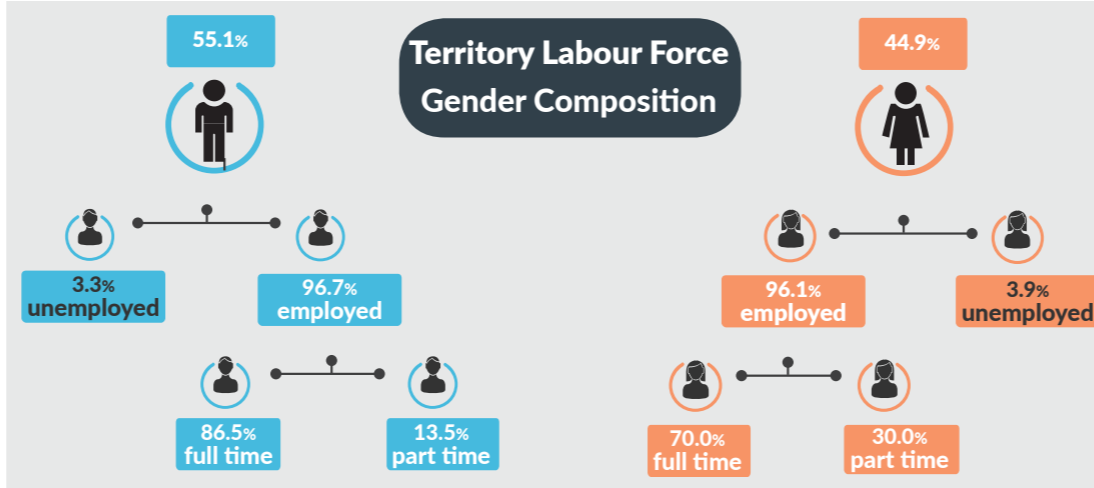 55.1%
Territory Labour Force
Gender Composition
44.9%
3.3%
unemployed
96.7%
employed
96.1%
employed
3.9%
unemployed
86.5%
full time
13.5%
part time
70.0%
full time
30.0%
part time